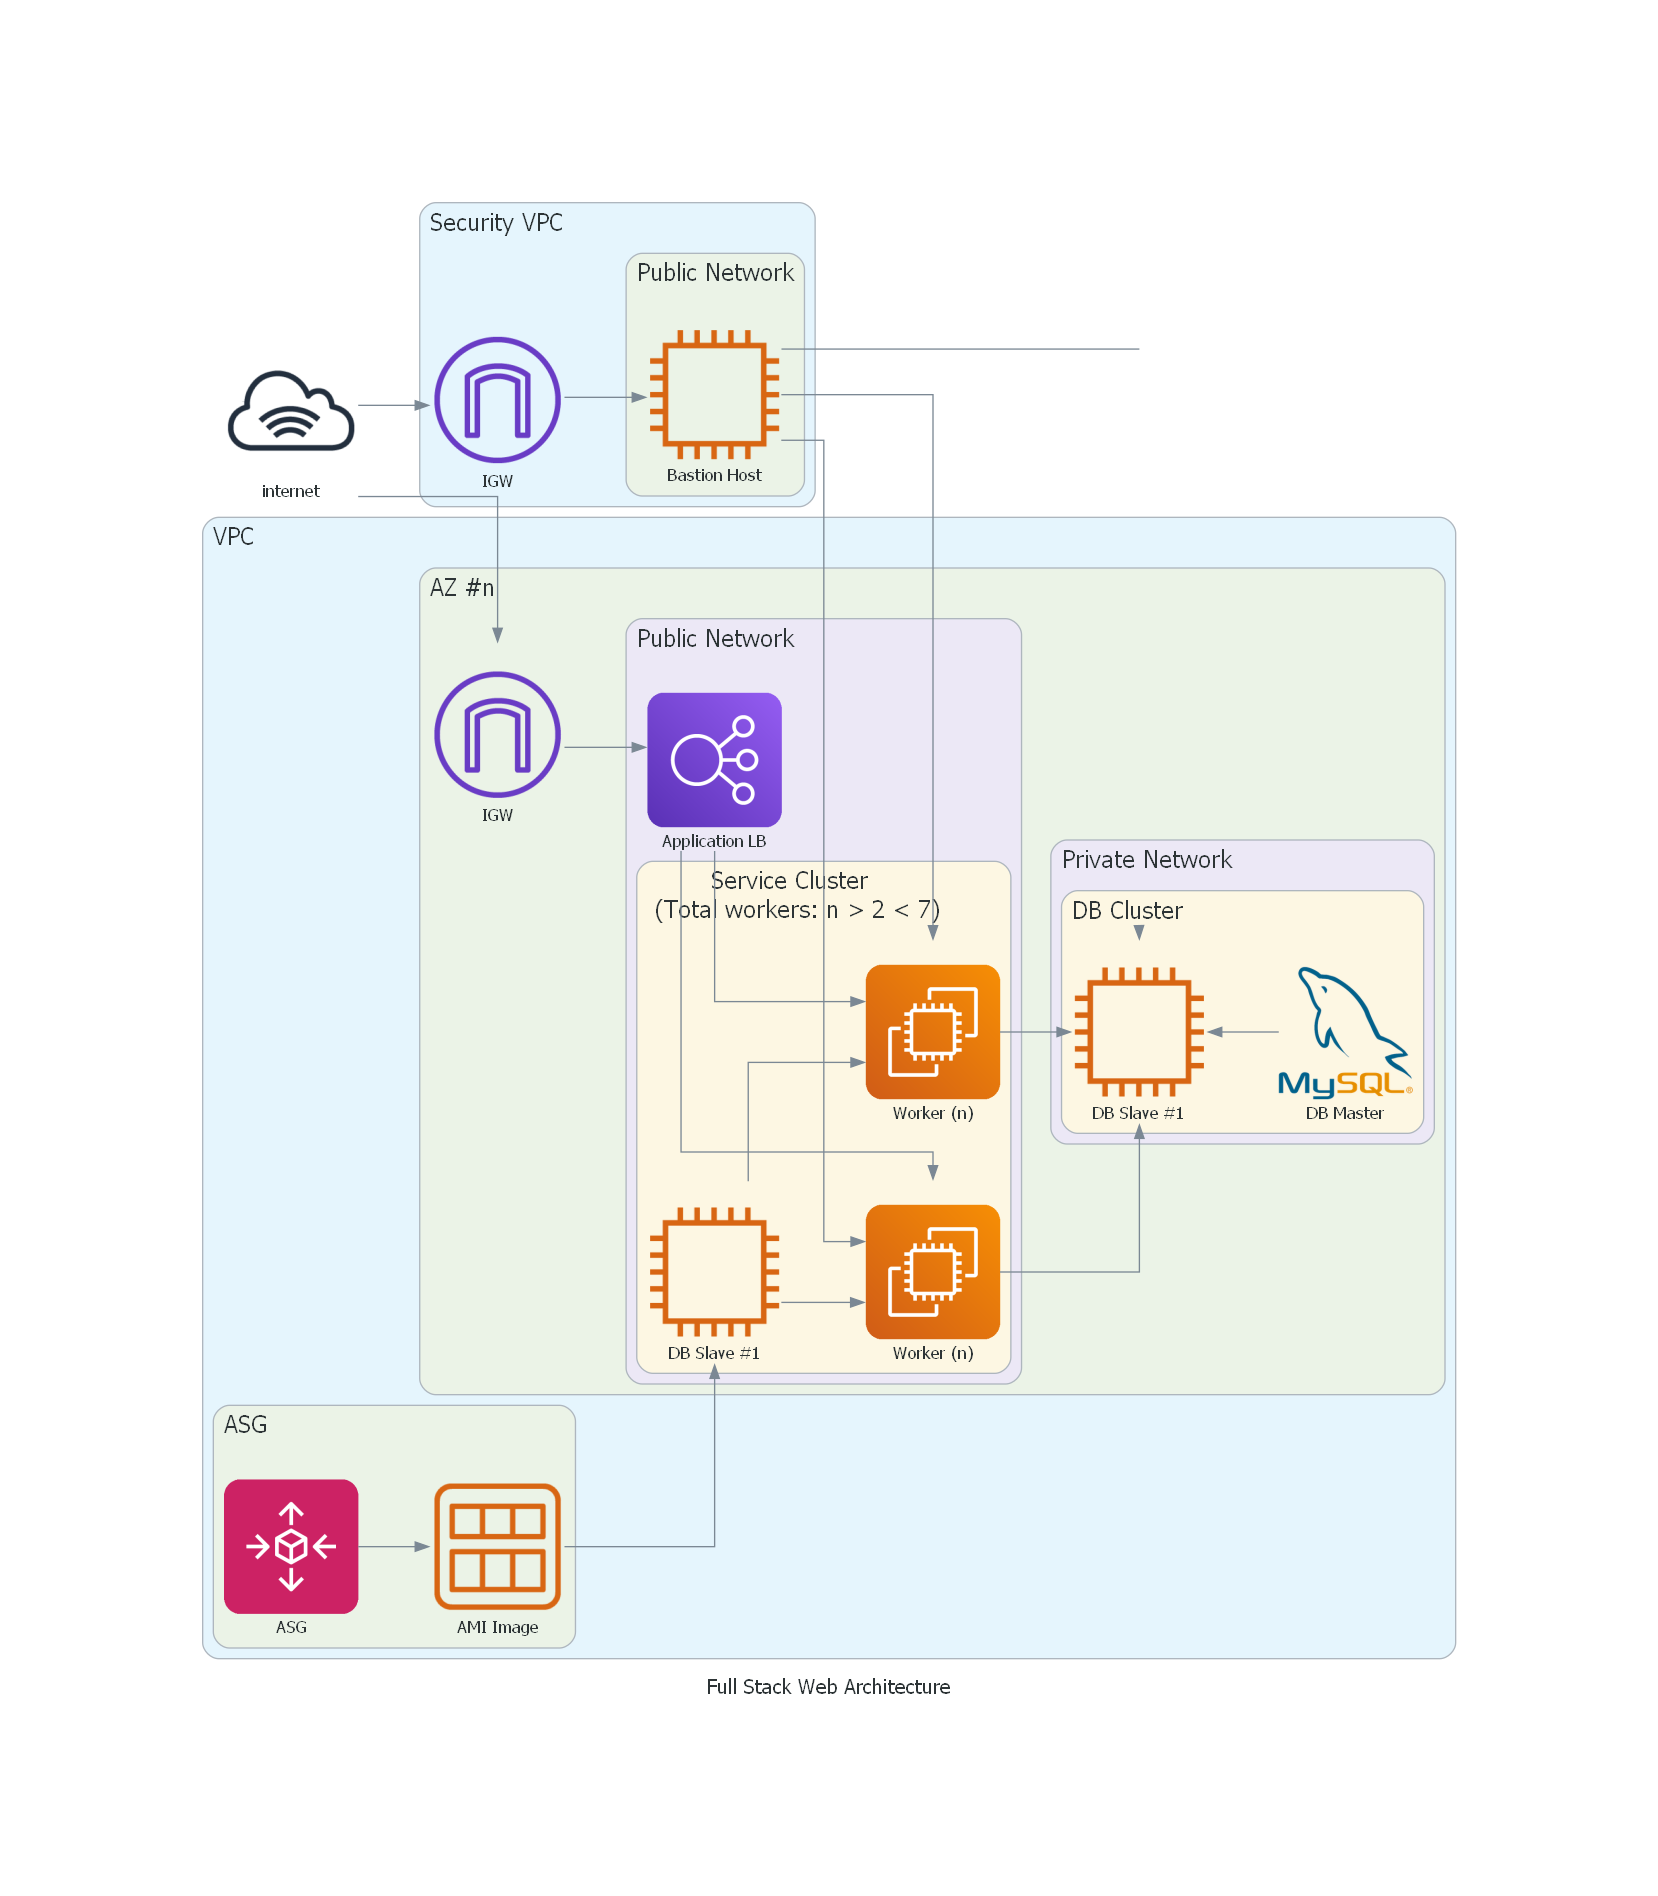 Security VPC
Public Network
Bastion Host
IGW
internet
VPC
AZ #n
Public Network
IGW
Application LB
Service Cluster
(Total workers: n > 2 < 7)
Private Network
DB Cluster
Worker (n)
DB Slave #1
MySQL®
DB Master
DB Slave #1
Worker (n)
ASG
ASG
AMI Image
Full Stack Web Architecture